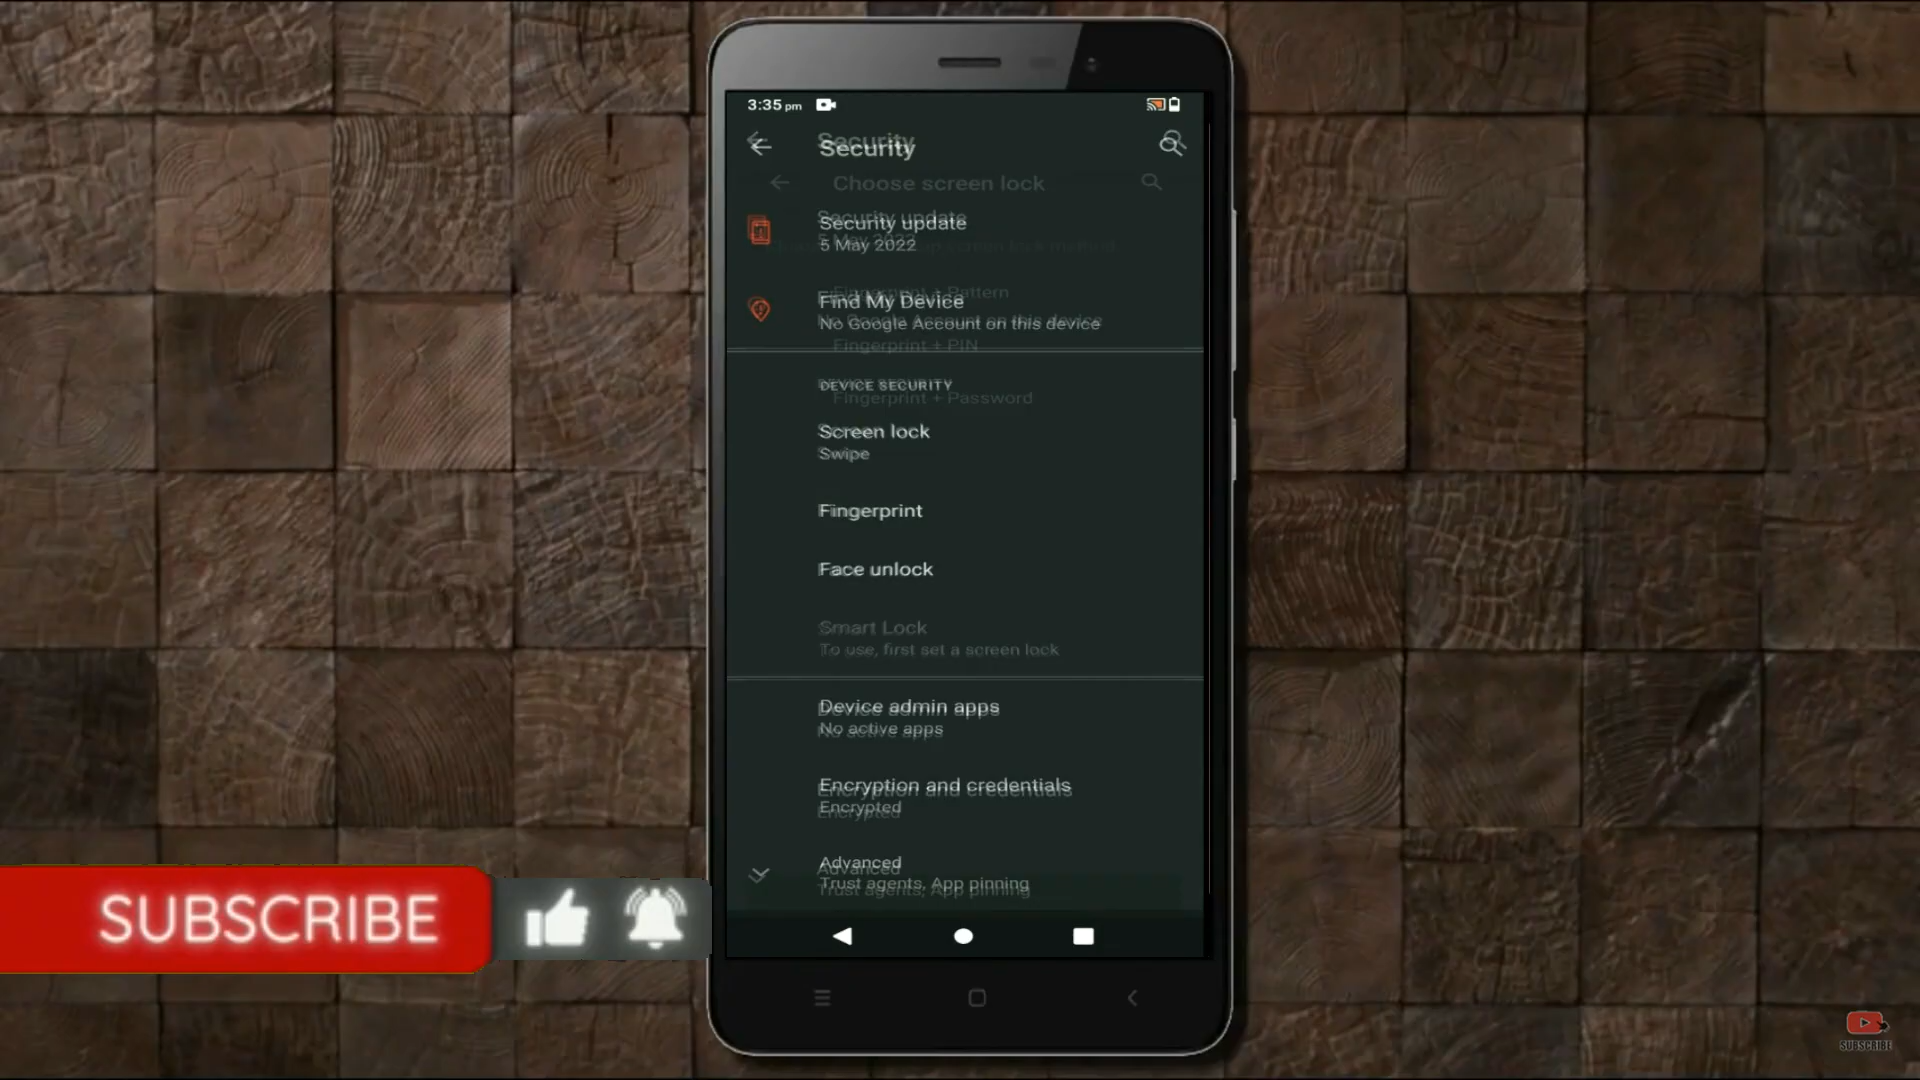 3:35 pm
Security
Choose screen lock
Security update
5 May 2022
Fingerprint + Pattern
Find My Device
No Google Account on this device
Fingerprint + PIN
DEVICE SECURITY
Fingerprint + Password
Screen lock
Swipe
Fingerprint
Face unlock
Smart Lock
To use, first set a screen lock
Device admin apps
No active apps
Encryption and credentials
Encrypted
Advanced
Trust agents, App pinning
SUBSCRIBE
SUBSCRIBE